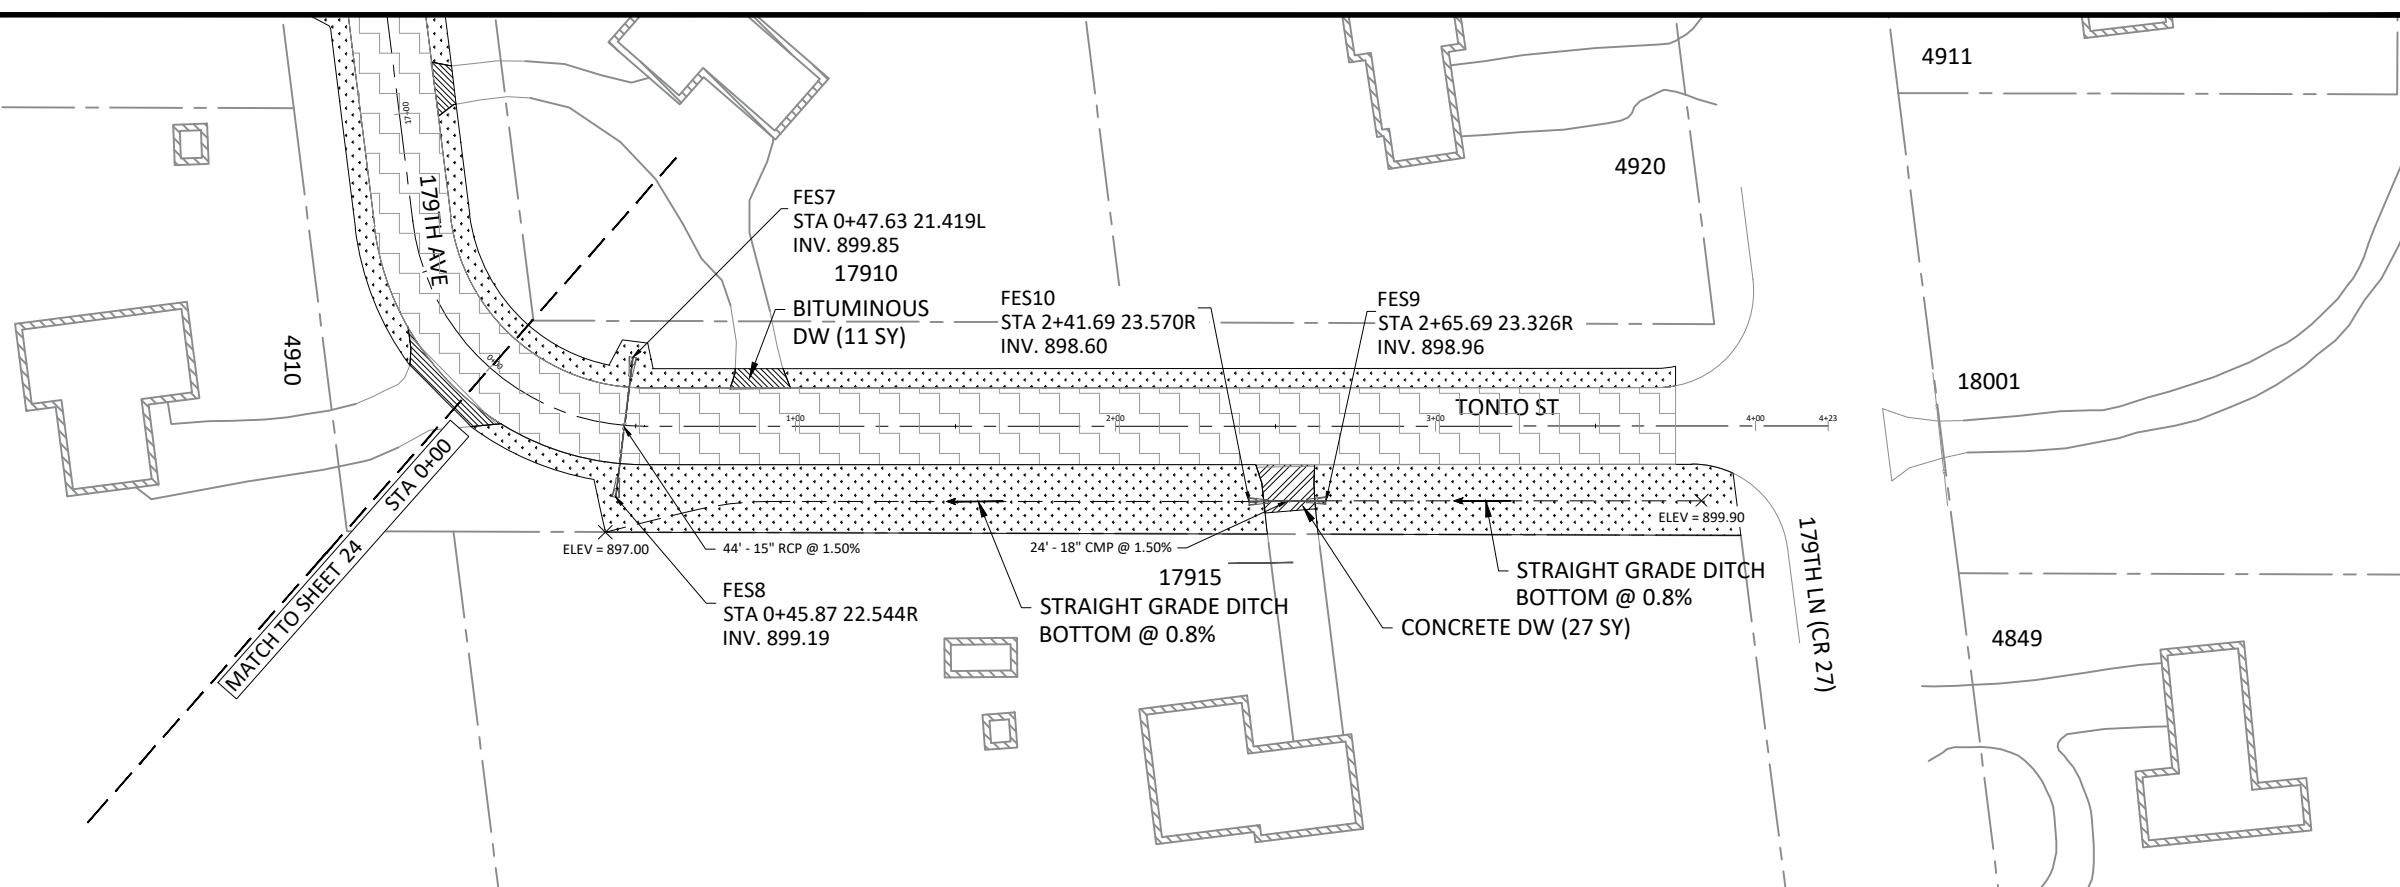 4911
4920
17+00
179TH AVE
FES7
STA 0+47.63 21.419L
INV. 899.85
17910
BITUMINOUS
DW (11 SY)
FES10
STA 2+41.69 23.570R
INV. 898.60
FES9
STA 2+65.69 23.326R
INV. 898.96
4910
0+00
18001
TONTO ST
1+00
2+00
3+00
4+00
4+23
STA 0+00
MATCH TO SHEET 24
ELEV = 897.00
44' - 15" RCP @ 1.50%
24' - 18" CMP @ 1.50%
ELEV = 899.90
FES8
STA 0+45.87 22.544R
INV. 899.19
17915
STRAIGHT GRADE DITCH
BOTTOM @ 0.8%
STRAIGHT GRADE DITCH
BOTTOM @ 0.8%
CONCRETE DW (27 SY)
179TH LN (CR 27)
4849